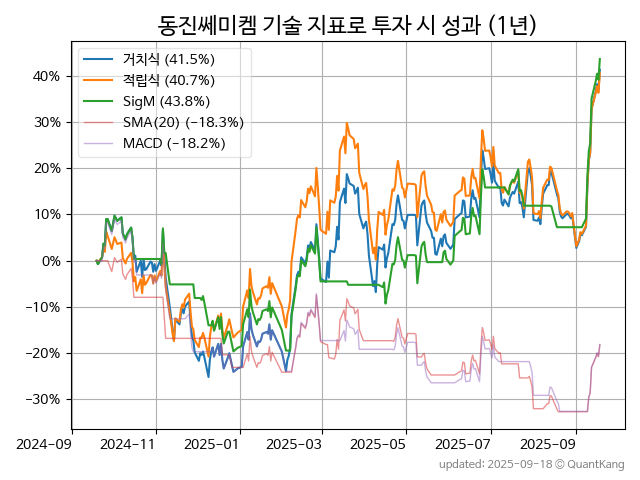 동진쎄미켐 기술 지표로 투자 시 성과 (1년)
거치식 (41.5%)
적립식 (40.7%)
SigM (43.8%)
SMA(20) (−18.3%)
MACD (−18.2%)
40%
30%
20%
10%
0%
−10%
−20%
−30%
2024-09 2024-11 2025-01 2025-03 2025-05 2025-07 2025-09
updated: 2025-09-18 © QuantKang